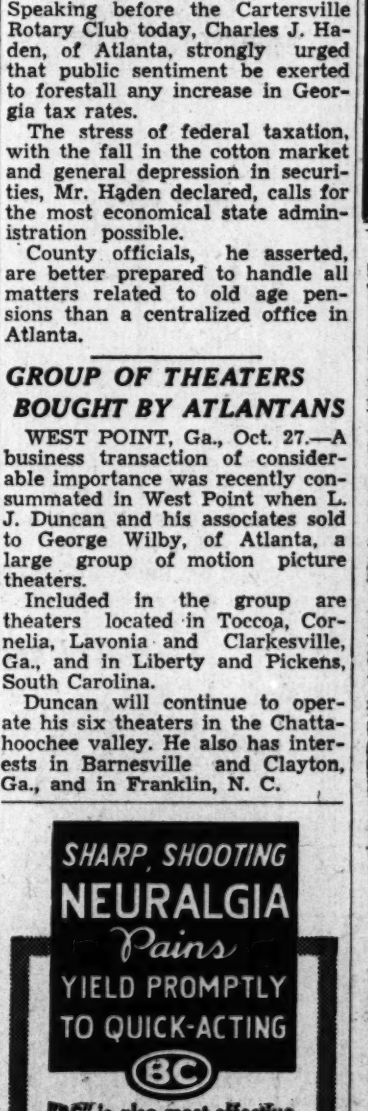 Speaking before the Cartersville
Rotary Club today, Charles J. Ha-
den, of Atlanta, strongly urged
that public sentiment be exerted
to forestall any increase in Geor-
gia tax rates.
The stress of federal taxation,
with the fall in the cotton market
and general depression in securi-
ties, Mr. Haden declared, calls for
the most economical state admin-
istration possible.
County officials, he asserted,
are better prepared to handle all
matters related to old age pen-
sions than a centralized office in
Atlanta.
GROUP OF THEATERS
BOUGHT BY ATLANTANS
WEST POINT, Ga., Oct. 27.—A
business transaction of consider-
able importance was recently con-
summated in West Point when L.
J. Duncan and his associates sold
to George Wilby, of Atlanta, a
large group of motion picture
theaters.
Included in the group are
theaters located in Toccoa, Cor-
nelia, Lavonia and Clarkesville,
Ga., and in Liberty and Pickens,
South Carolina.
Duncan will continue to oper-
ate his six theaters in the Chatta-
hoochee valley. He also has inter-
ests in Barnesville and Clayton,
Ga., and in Franklin, N. C.
SHARP, SHOOTING
NEURALGIA
Pains
YIELD PROMPTLY
TO QUICK-ACTING
BC
is also most effective